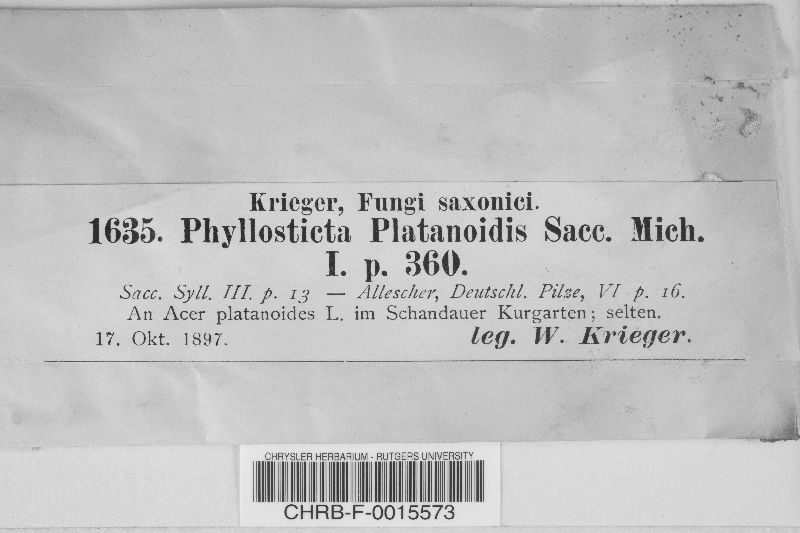 Krieger, Fungi saxonici.
1635. Phyllosticta Platanoidis Sacc. Mich.
I. p. 360.
Sacc. Syll. III. p. 13 — Allescher, Deutschl. Pilze, VI p. 16.
An Acer platanoides L. im Schandauer Kurgarten; selten.
17. Okt. 1897. leg. W. Krieger.
CHRYSLER HERBARIUM - RUTGERS UNIVERSITY
CHRB-F-0015573